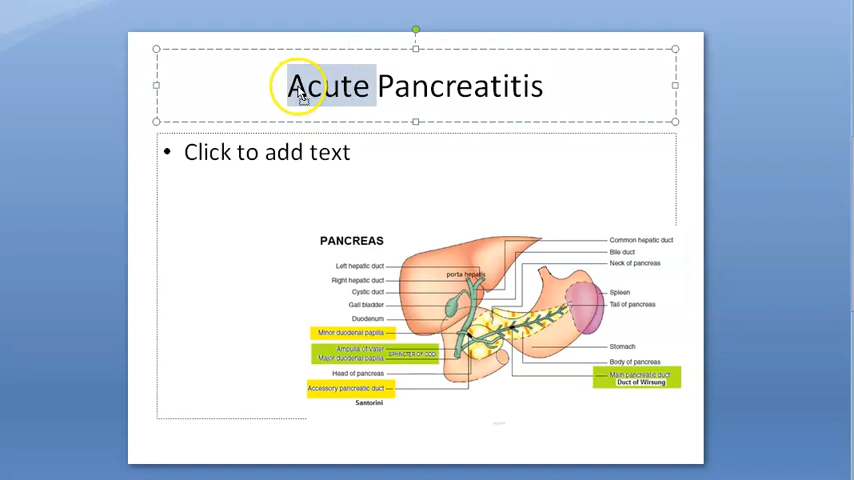 Acute Pancreatitis
• Click to add text
PANCREAS
Common hepatic duct
Bile duct
Neck of pancreas
Left hepatic duct
porta hepatis
Right hepatic duct
Cystic duct
Spleen
Gall bladder
Tail of pancreas
Duodenum
Minor duodenal papilla
Ampulla of Vater
Stomach
Major duodenal papilla
SPHINCTER OF ODDI
Body of pancreas
Head of pancreas
Main pancreatic duct
Duct of Wirsung
Accessory pancreatic duct
Santorini